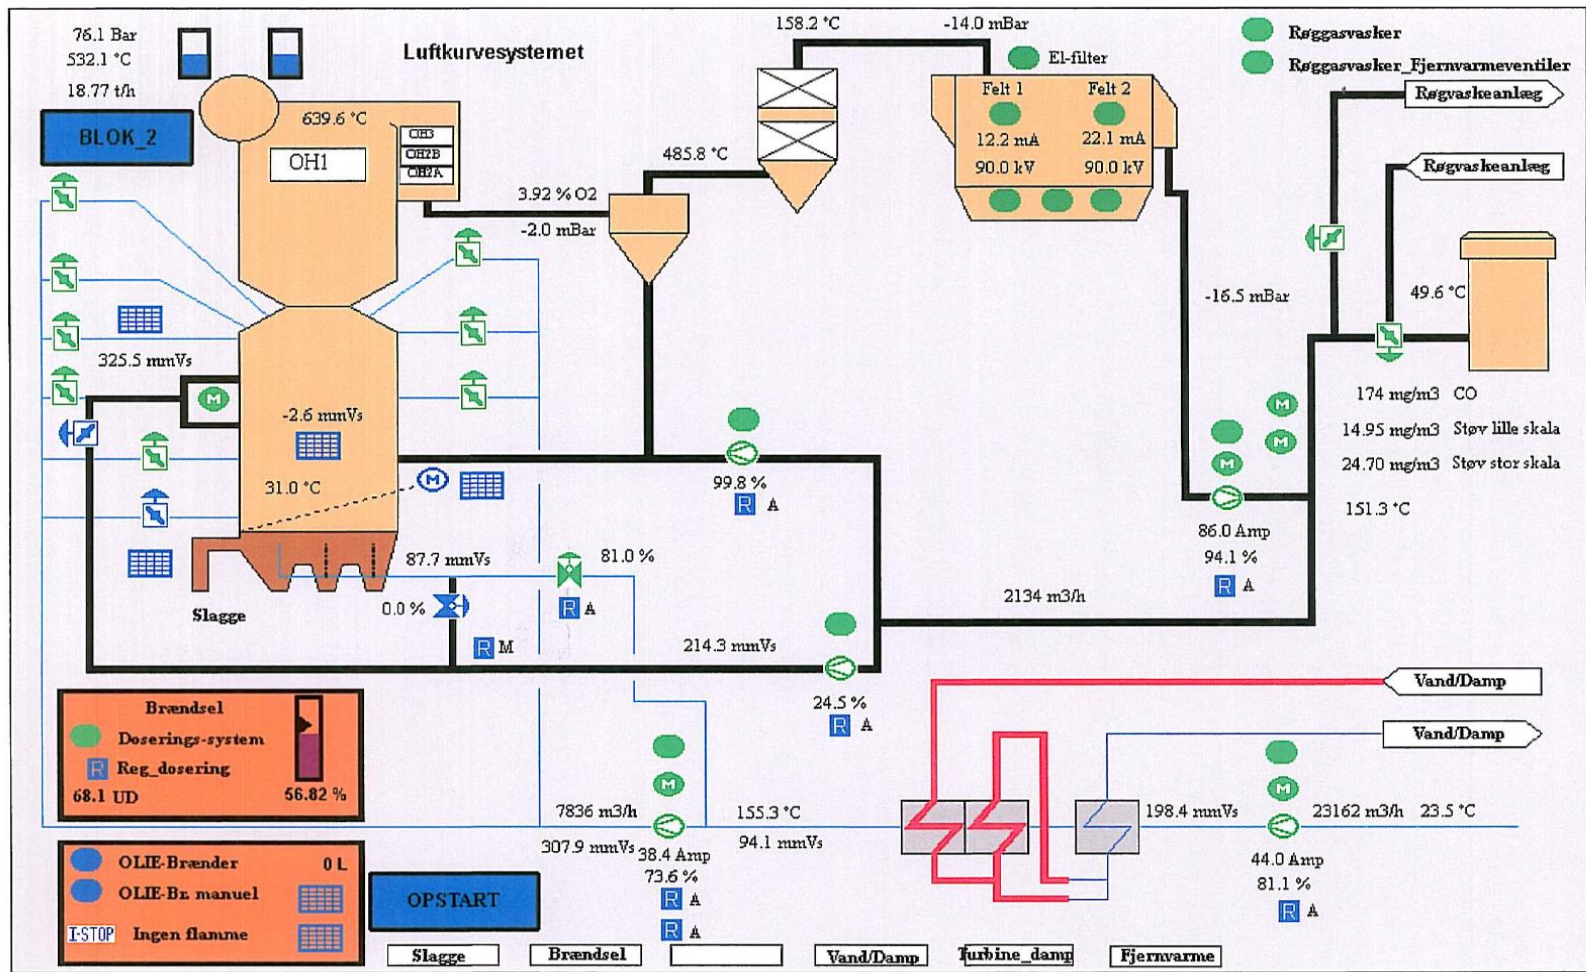 76.1 Bar
532.1 °C
18.77 t/h
BLOK_2
Luftkurvesystemet
158.2 °C
-14.0 mBar
El-filter
Røggasvasker
Røggasvasker_Fjernvarmeventiler
Røgvaskeanlæg
Røgvaskeanlæg
639.6 °C
OH1
OH3
OH2B
OH2A
485.8 °C
3.92 % O2
-2.0 mBar
Felt 1
Felt 2
12.2 mA
22.1 mA
90.0 kV
90.0 kV
-16.5 mBar
49.6 °C
325.5 mmVs
M
-2.6 mmVs
31.0 °C
M
99.8 %
R A
M
M
M
174 mg/m3 CO
14.95 mg/m3 Støv lille skala
24.70 mg/m3 Støv stor skala
151.3 °C
86.0 Amp
94.1 %
R A
87.7 mmVs
81.0 %
0.0 %
R A
R M
Slagge
2134 m3/h
214.3 mmVs
24.5 %
R A
Vand/Damp
Vand/Damp
Brændsel
Doserings-system
R Reg_dosering
68.1 UD
56.82 %
M
7836 m3/h
155.3 °C
307.9 mmVs
94.1 mmVs
38.4 Amp
73.6 %
R A
R A
198.4 mmVs
M
23162 m3/h
23.5 °C
44.0 Amp
81.1 %
R A
OLIE-Brænder
0 L
OLIE-Br. manuel
I-STOP
Ingen flamme
OPSTART
Slagge
Brændsel
Vand/Damp
Turbine_damp
Fjernvarme